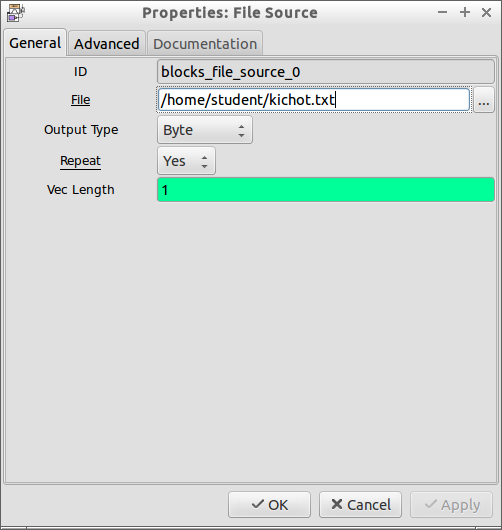 Properties: File Source
General Advanced Documentation
ID blocks_file_source_0
File /home/student/kichot.txt ...
Output Type Byte
Repeat Yes
Vec Length 1
OK Cancel Apply